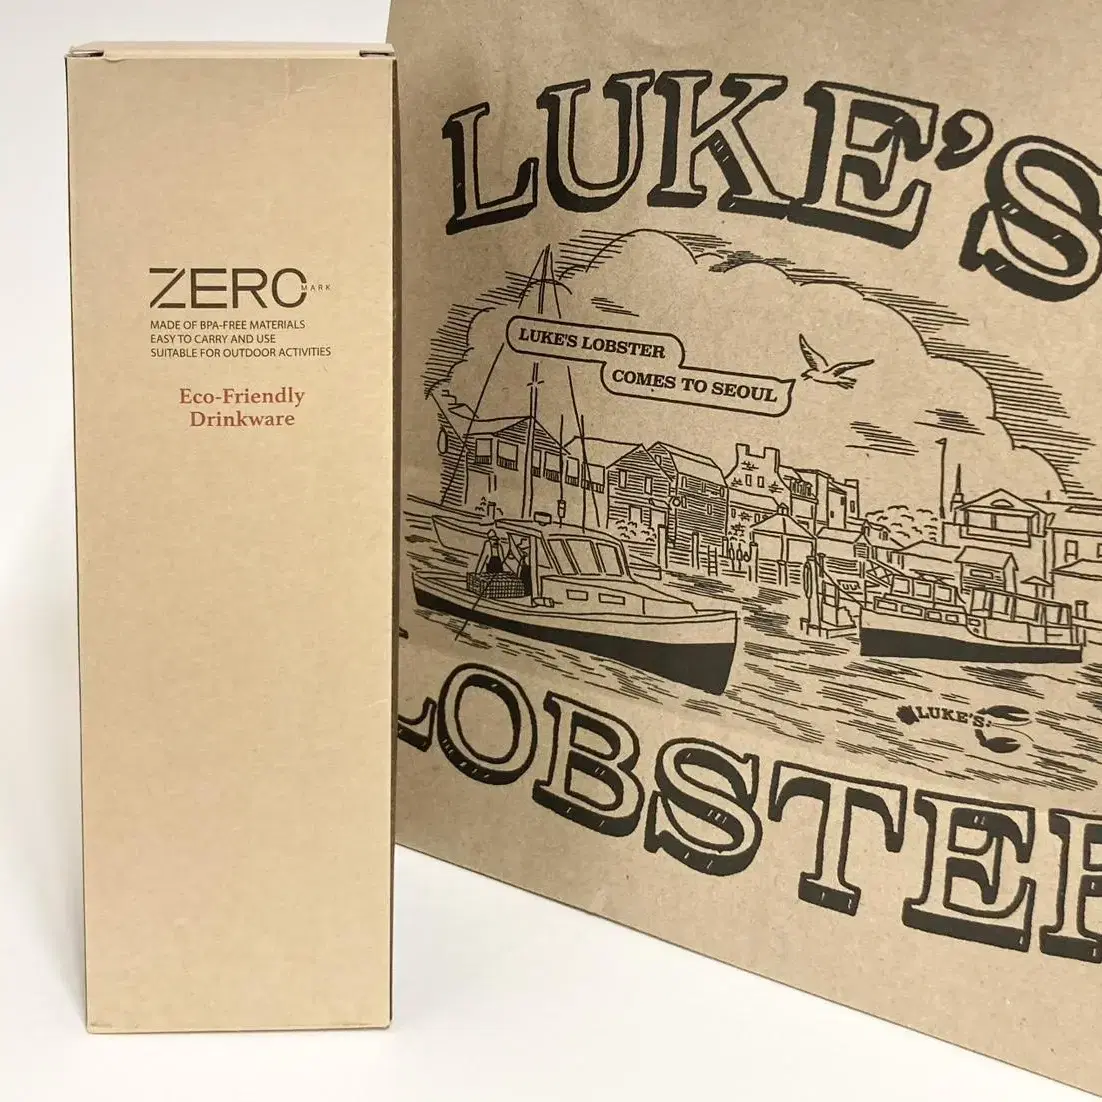 ZERO MARK
MADE OF BPA-FREE MATERIALS
EASY TO CARRY AND USE
SUITABLE FOR OUTDOOR ACTIVITIES
Eco-Friendly
Drinkware
LUKE'S
LUKE'S LOBSTER
COMES TO SEOUL
LUKE'S
LOBSTER